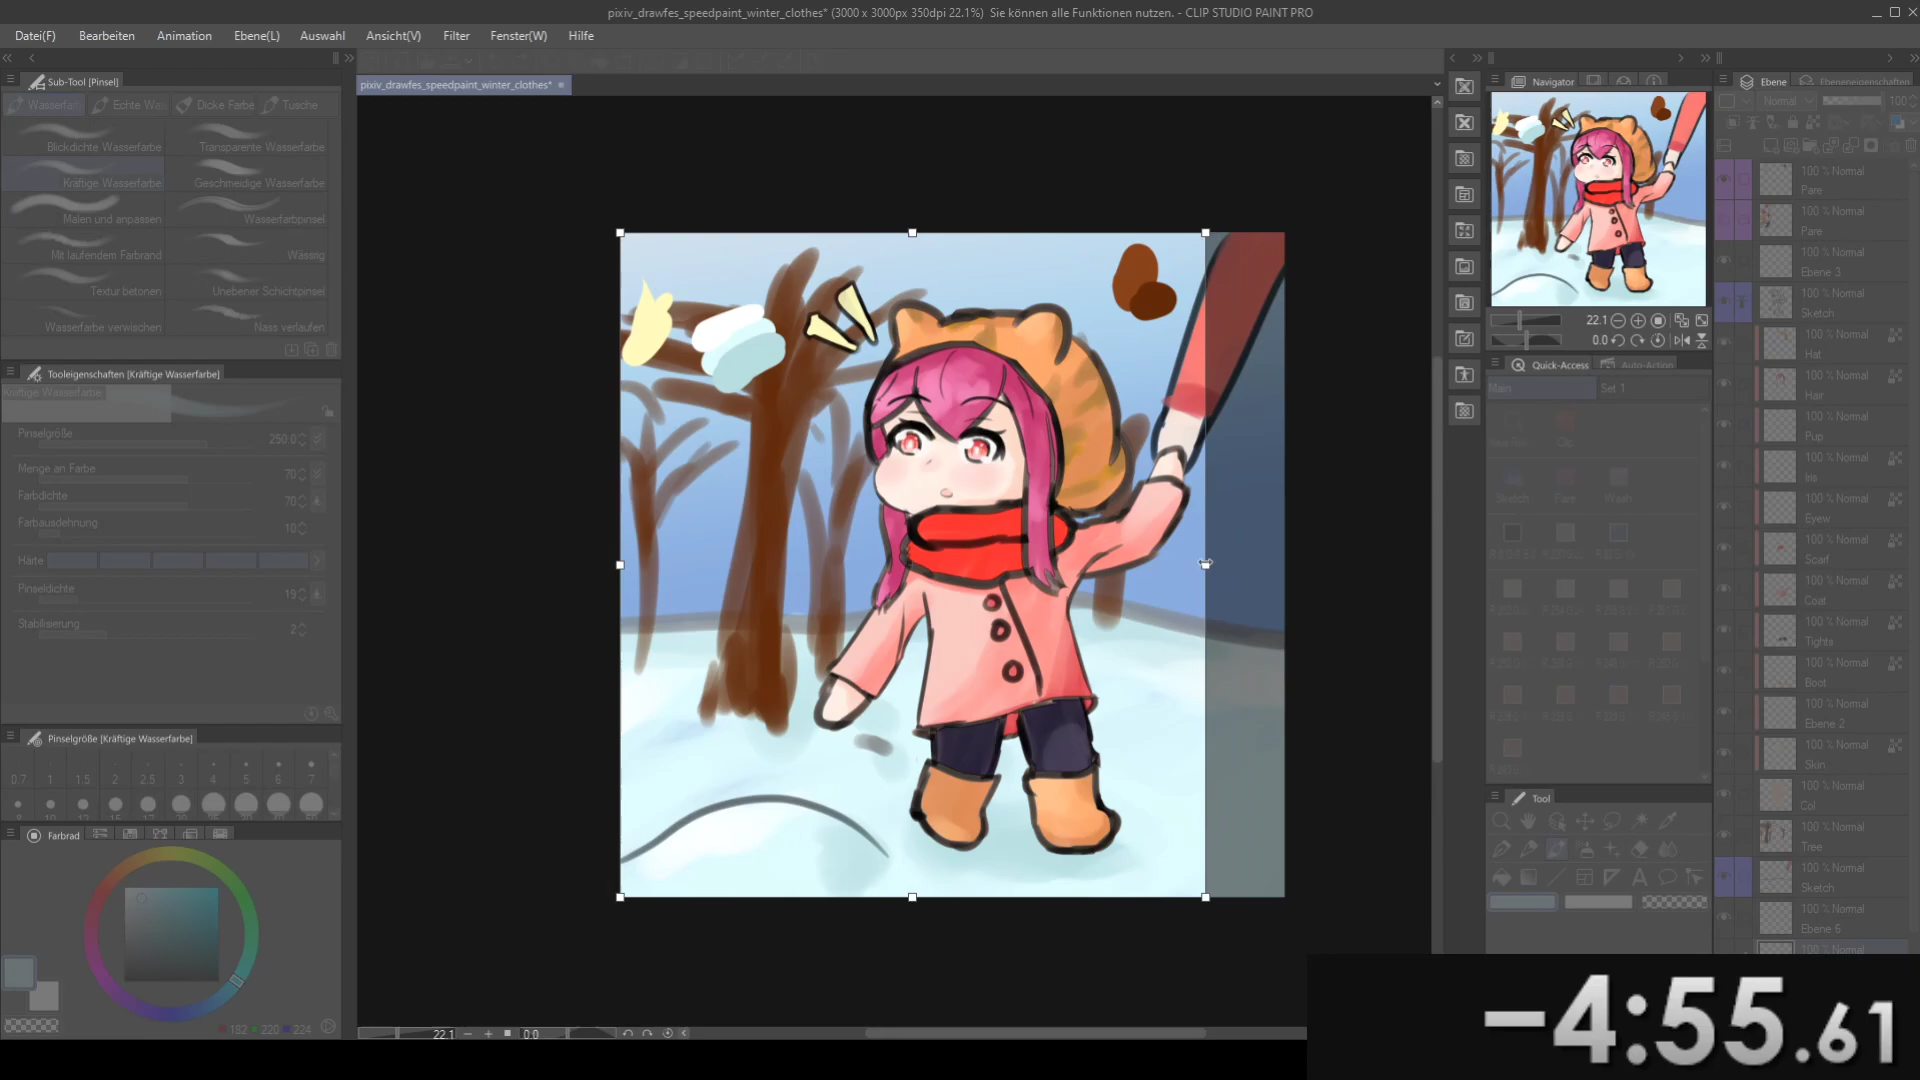 pixiv_drawfes_speedpaint_winter_clothes* (3000 x 3000px 350dpi 22.1%)  Sie können alle Funktionen nutzen. - CLIP STUDIO PAINT PRO
Datei(F) Bearbeiten Animation Ebene(L) Auswahl Ansicht(V) Filter Fenster(W) Hilfe
Sub-Tool [Pinsel]
Wasserfar Echte Wa Dicke Farbe Tusche
Blickdichte Wasserfarbe Transparente Wasserfarbe
Kräftige Wasserfarbe Geschmeidige Wasserfarbe
Malen und anpassen Wasserfarbpinsel
Mit laufendem Farbrand Wässrig
Textur betonen Unebener Schichtpinsel
Wasserfarbe verwischen Nass verlaufen
Tooleigenschaften [Kräftige Wasserfarbe]
Kräftige Wasserfarbe
Pinselgröße 250.0
Menge an Farbe 70
Farbdichte 70
Farbausdehnung 10
Härte
Pinseldichte 19
Stabilisierung 2
Pinselgröße [Kräftige Wasserfarbe]
0.7 1 1.5 2 2.5 3 4 5 6 7
Farbrad
182 220 224
pixiv_drawfes_speedpaint_winter_clothes*
22.1 0.0
Navigator
22.1
0.0
Quick-Access Auto-Action
Main Set 1
Sketch Pare Wash
Tool
Ebene Ebeneneigenschaften
Normal 100
100 % Normal
Pare
100 % Normal
Pare
100 % Normal
Ebene 3
100 % Normal
Sketch
100 % Normal
Hat
100 % Normal
Hair
100 % Normal
Pup
100 % Normal
Iris
100 % Normal
Eyew
100 % Normal
Scarf
100 % Normal
Coat
100 % Normal
Tighte
100 % Normal
Boot
100 % Normal
Ebene 2
100 % Normal
Skin
100 % Normal
Col
100 % Normal
Tree
100 % Normal
Sketch
100 % Normal
Ebene 6
100 % Normal
-4:55.61